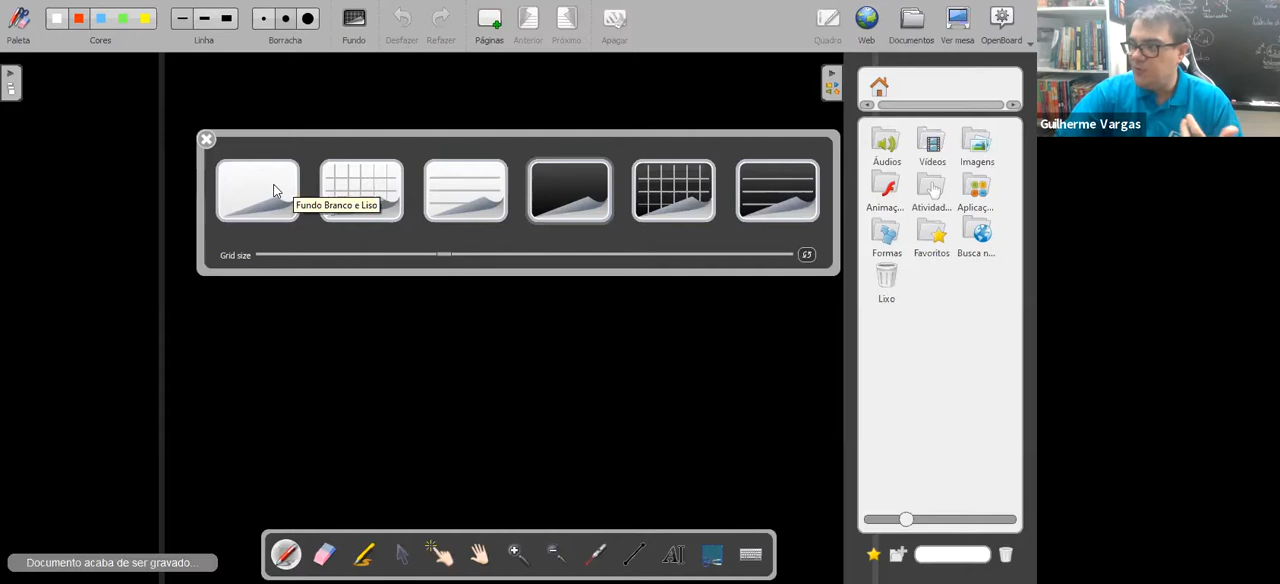 Paleta
Cores
Linha
Borracha
Fundo
Desfazer
Refazer
Páginas
Anterior
Próximo
Apagar
Quadro
Web
Documentos
Ver mesa
OpenBoard
Guilherme Vargas
Fundo Branco e Liso
Grid size
Áudios
Vídeos
Imagens
Animaç...
Atividad...
Aplicaç...
Formas
Favoritos
Busca n...
Lixo
Documento acaba de ser gravado...